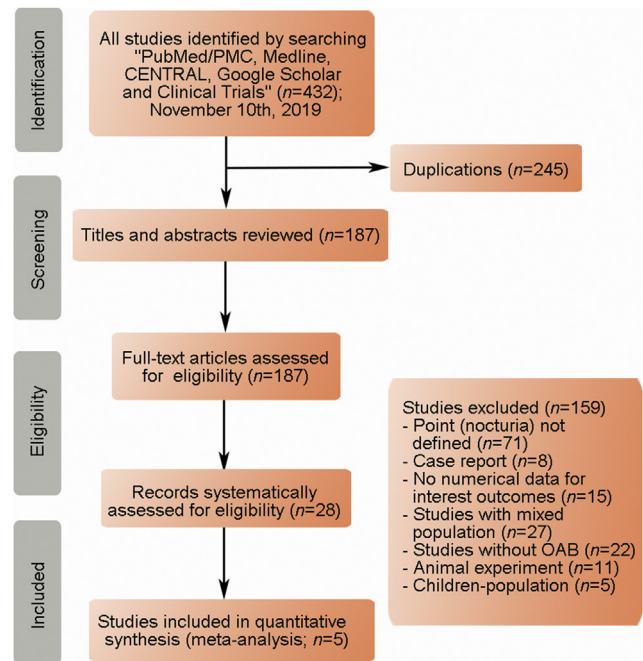 Identification
All studies identified by searching
"PubMed/PMC, Medline,
CENTRAL, Google Scholar
and Clinical Trials" (n=432);
November 10th, 2019
Duplications (n=245)
Screening
Titles and abstracts reviewed (n=187)
Eligibility
Full-text articles assessed
for eligibility (n=187)
Records systematically
assessed for eligibility (n=28)
Studies excluded (n=159)
- Point (nocturia) not
defined (n=71)
- Case report (n=8)
- No numerical data for
interest outcomes (n=15)
- Studies with mixed
population (n=27)
- Studies without OAB (n=22)
- Animal experiment (n=11)
- Children-population (n=5)
Included
Studies included in quantitative
synthesis (meta-analysis; n=5)